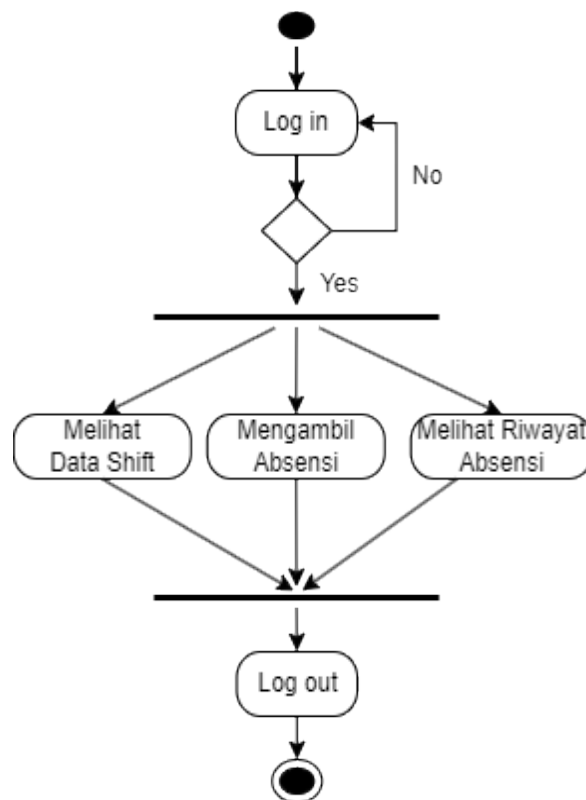 Log in
No
Yes
Melihat
Data Shift
Mengambil
Absensi
Melihat Riwayat
Absensi
Log out